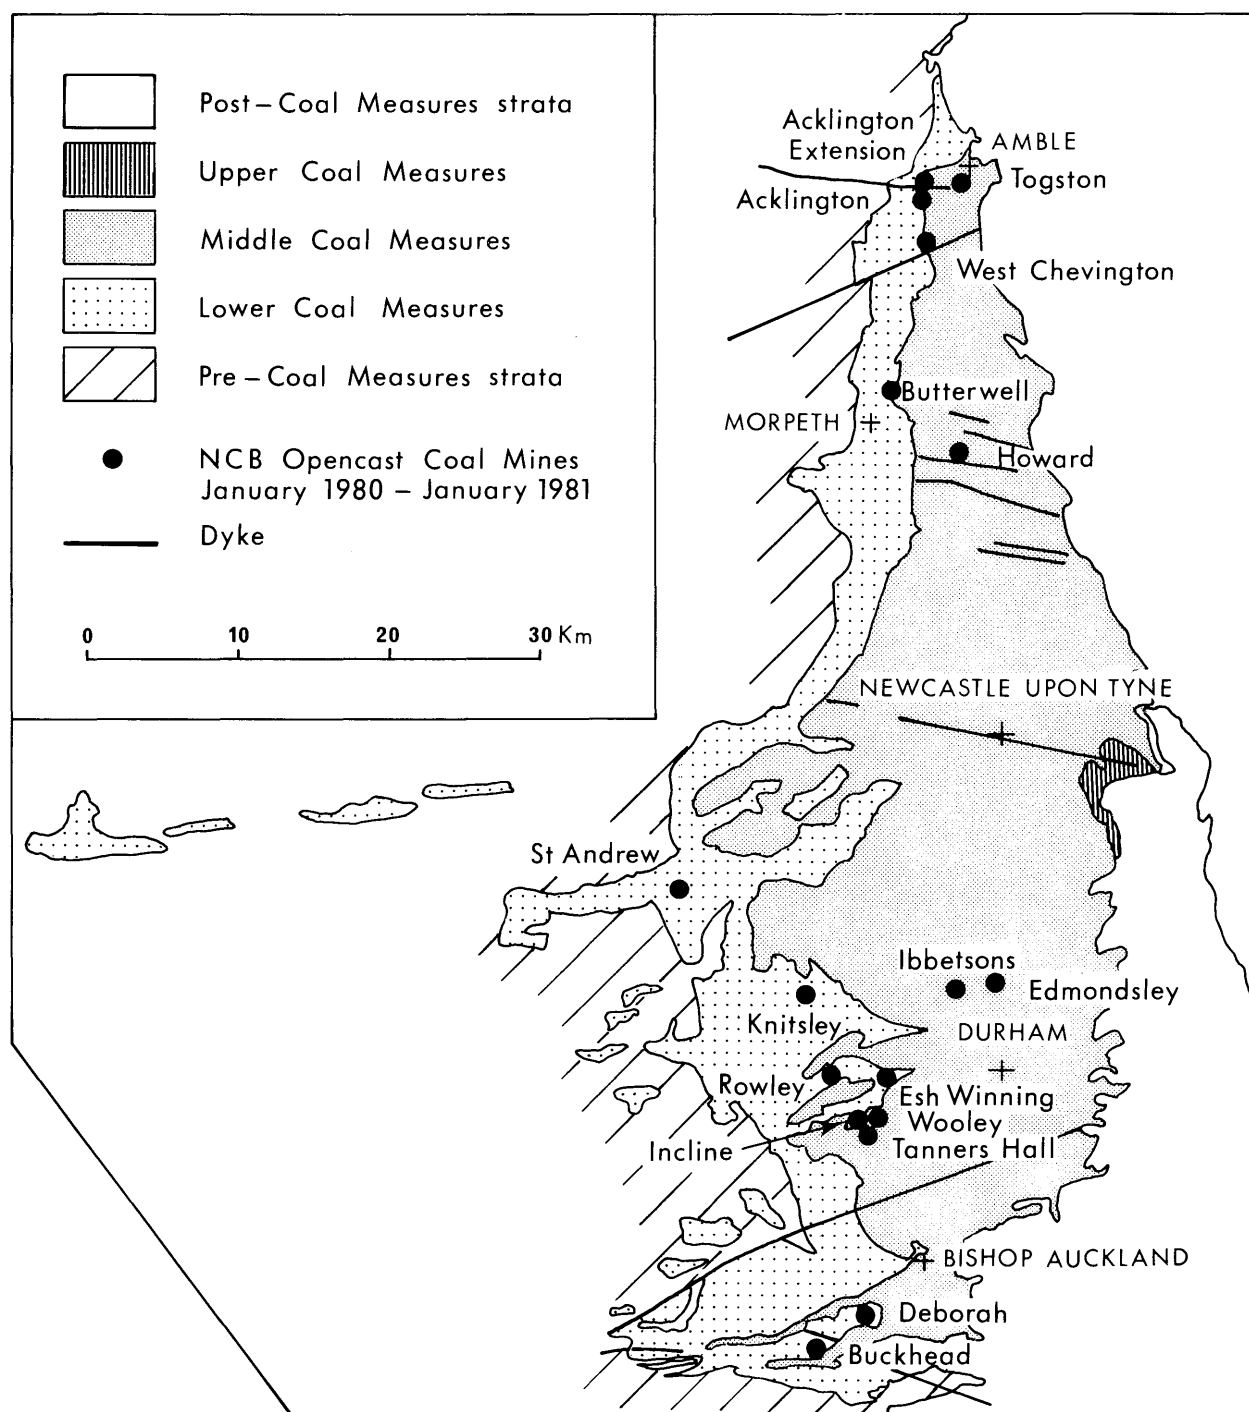 Post-Coal Measures strata
Upper Coal Measures
Middle Coal Measures
Lower Coal Measures
Pre-Coal Measures strata
NCB Opencast Coal Mines
January 1980 – January 1981
Dyke
0 10 20 30 Km
Acklington
Extension
AMBLE
Togston
Acklington
West Chevington
Butterwell
MORPETH
Howard
NEWCASTLE UPON TYNE
St Andrew
Ibbetsons
Edmondsley
Knitsley
DURHAM
Rowley
Esh Winning
Wooley
Incline
Tanners Hall
BISHOP AUCKLAND
Deborah
Buckhead